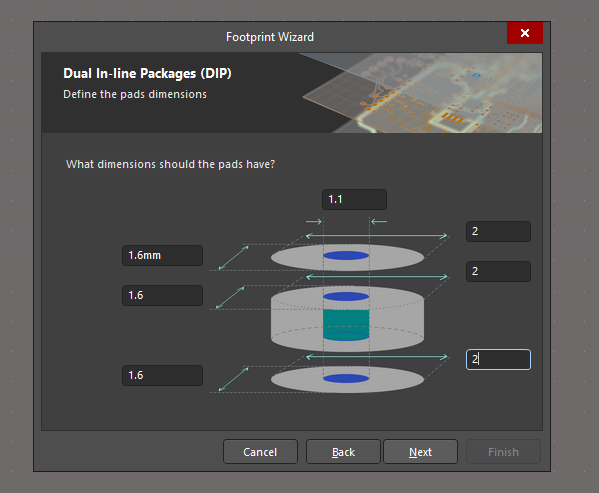 Footprint Wizard
Dual In-line Packages (DIP)
Define the pads dimensions
What dimensions should the pads have?
1.1
2
1.6mm
2
1.6
2
1.6
Cancel
Back
Next
Finish